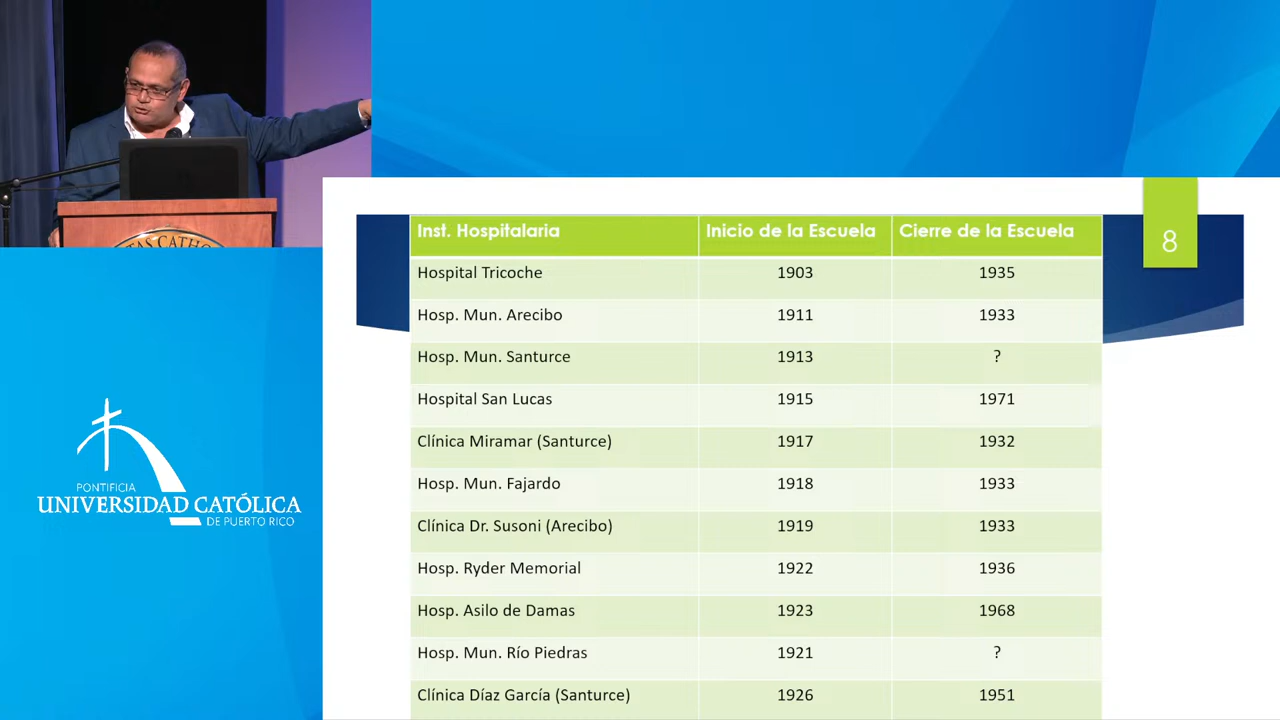 TAS CATHO
PONTIFICIA
UNIVERSIDAD CATÓLICA
DE PUERTO RICO
8
Inst. Hospitalaria Inicio de la Escuela Cierre de la Escuela
Hospital Tricoche 1903 1935
Hosp. Mun. Arecibo 1911 1933
Hosp. Mun. Santurce 1913 ?
Hospital San Lucas 1915 1971
Clínica Miramar (Santurce) 1917 1932
Hosp. Mun. Fajardo 1918 1933
Clínica Dr. Susoni (Arecibo) 1919 1933
Hosp. Ryder Memorial 1922 1936
Hosp. Asilo de Damas 1923 1968
Hosp. Mun. Río Piedras 1921 ?
Clínica Díaz García (Santurce) 1926 1951